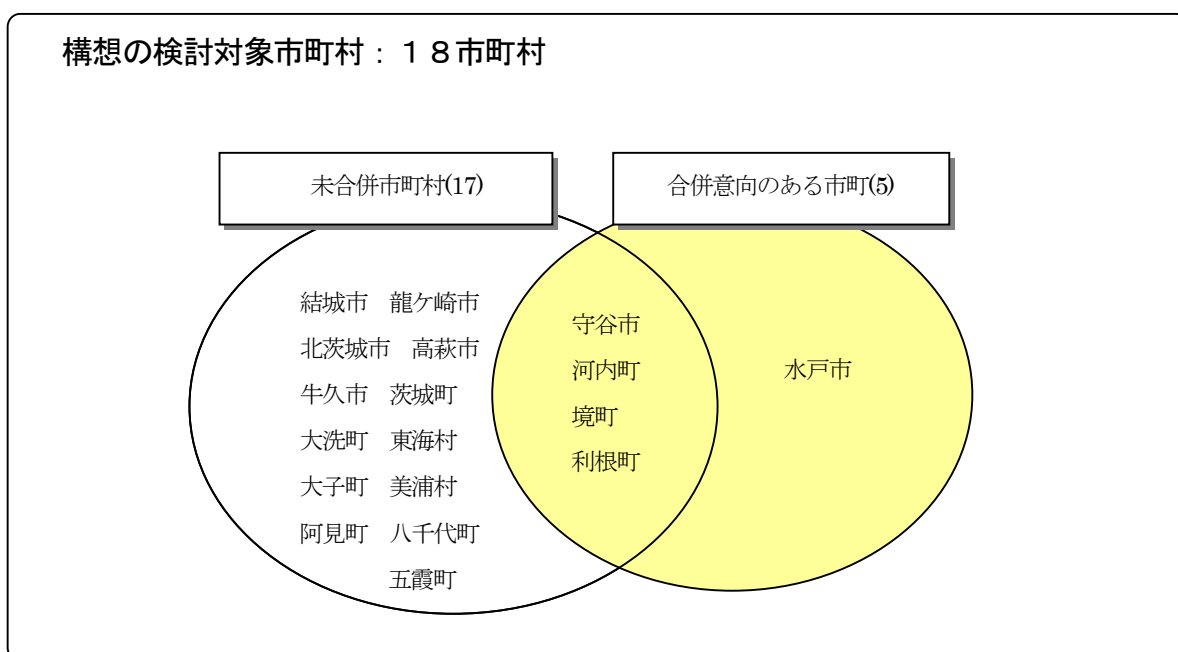 構想の検討対象市町村：１８市町村
未合併市町村(17)
合併意向のある市町(5)
結城市　龍ケ崎市
北茨城市　高萩市
牛久市　茨城町
大洗町　東海村
大子町　美浦村
阿見町　八千代町
五霞町
守谷市
河内町
境町
利根町
水戸市